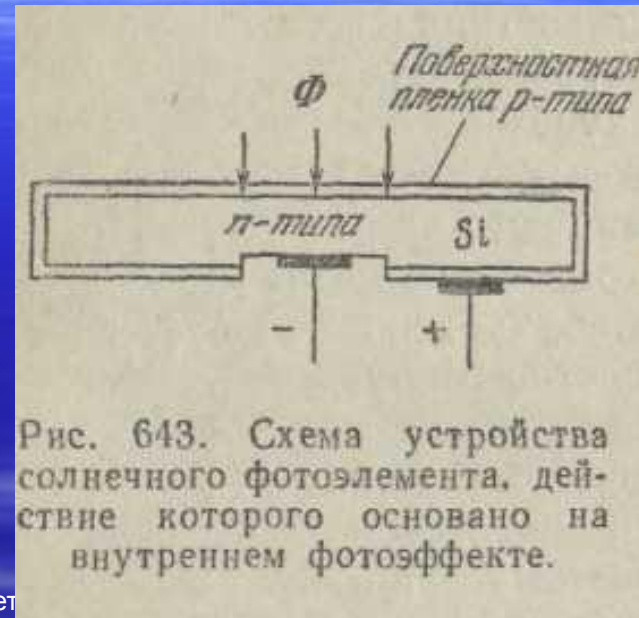 Поверхностная
Ф
пленка p-типа
n-типа
Si
-
+
Рис. 643. Схема устройства
солнечного фотоэлемента, дей-
ствие которого основано на
внутреннем фотоэффекте.